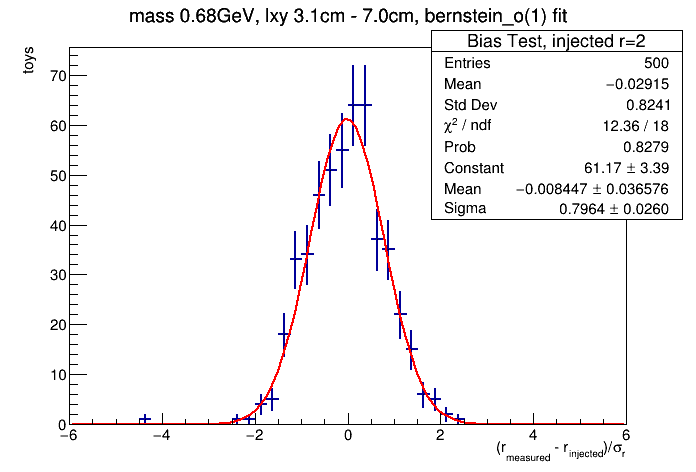 mass 0.68GeV, lxy 3.1cm - 7.0cm, bernstein_o(1) fit
toys
Bias Test, injected r=2
Entries 500
Mean −0.02915
Std Dev 0.8241
χ² / ndf 12.36 / 18
Prob 0.8279
Constant 61.17 ± 3.39
Mean −0.008447 ± 0.036576
Sigma 0.7964 ± 0.0260
70
60
50
40
30
20
10
0
−6 −4 −2 0 2 4 6
(r_measured - r_injected)/σ_r